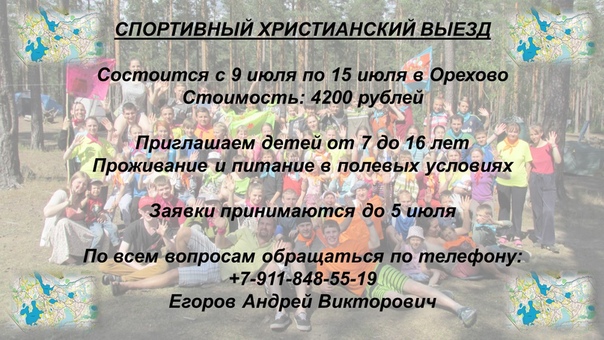 СПОРТИВНЫЙ ХРИСТИАНСКИЙ ВЫЕЗД
Состоится с 9 июля по 15 июля в Орехово
Стоимость: 4200 рублей
Приглашаем детей от 7 до 16 лет
Проживание и питание в полевых условиях
Заявки принимаются до 5 июля
По всем вопросам обращаться по телефону:
+7-911-848-55-19
Егоров Андрей Викторович